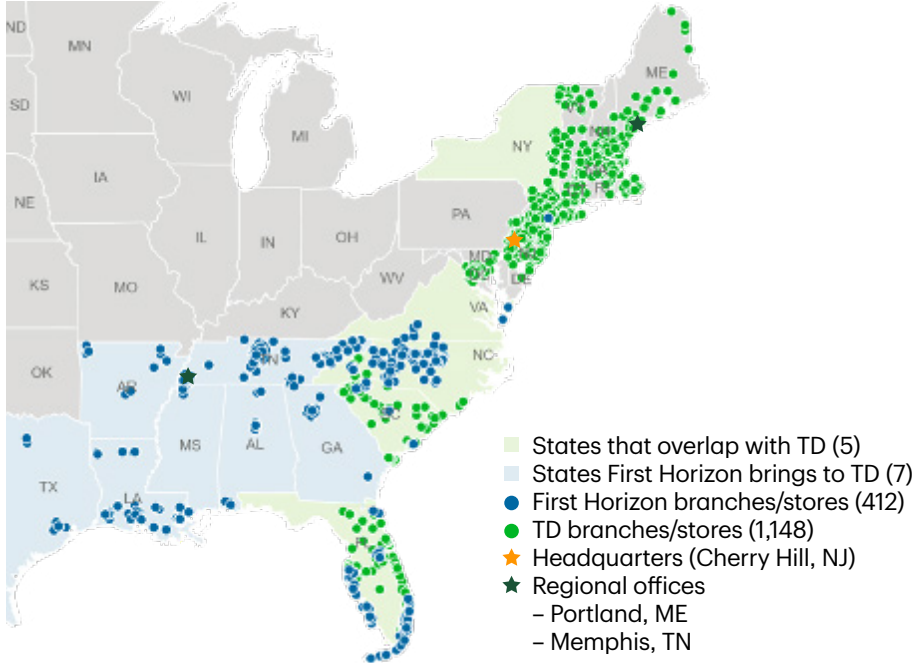 ND
MN
ME
SD
WI
MI
NY
IA
NE
PA
IL
IN
OH
MD
DE
KS
MO
WV
VA
KY
NC
OK
AR
SC
MS
AL
GA
TX
LA
States that overlap with TD (5)
States First Horizon brings to TD (7)
First Horizon branches/stores (412)
TD branches/stores (1,148)
Headquarters (Cherry Hill, NJ)
Regional offices
– Portland, ME
– Memphis, TN